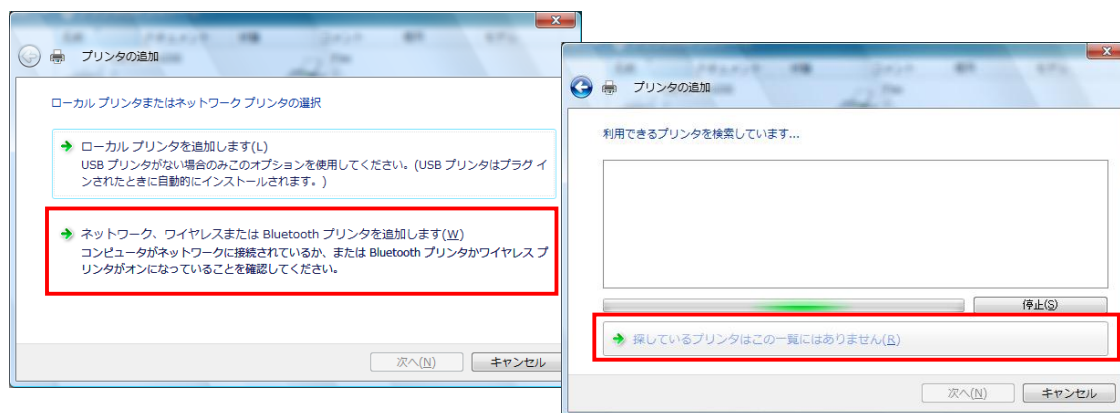 プリンタの追加
ローカル プリンタまたはネットワーク プリンタの選択
ローカル プリンタを追加します(L)
USB プリンタがない場合のみこのオプションを使用してください。(USB プリンタはプラグ イ
ンされたときに自動的にインストールされます。)
ネットワーク、ワイヤレスまたは Bluetooth プリンタを追加します(W)
コンピュータがネットワークに接続されているか、または Bluetooth プリンタかワイヤレス プ
リンタがオンになっていることを確認してください。
次へ(N)
キャンセル
プリンタの追加
利用できるプリンタを検索しています...
停止(S)
探しているプリンタはこの一覧にはありません(R)
次へ(N)
キャンセル